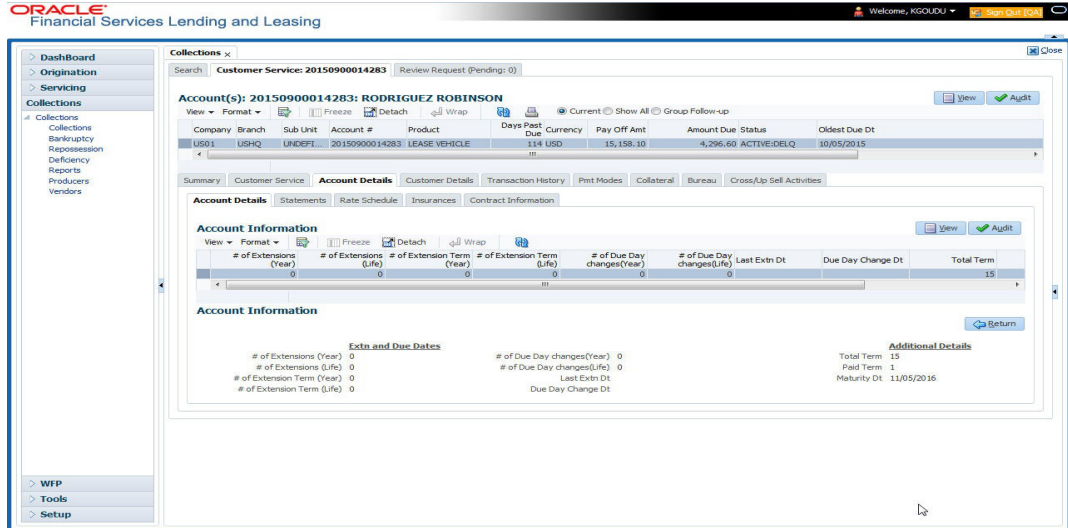 ORACLE®
Financial Services Lending and Leasing
Welcome, KGOUDU
Sign Out [QA]
Close
DashBoard
Origination
Servicing
Collections
Collections
Collections
Bankruptcy
Repossession
Deficiency
Reports
Producers
Vendors
WFP
Tools
Setup
Collections x
Search Customer Service: 20150900014283 Review Request (Pending: 0)
Account(s): 20150900014283: RODRIGUEZ ROBINSON
View Audit
View Format Freeze Detach Wrap Current Show All Group Follow-up
Company Branch Sub Unit Account # Product Days Past Due Currency Pay Off Amt Amount Due Status Oldest Due Dt
US01 USHQ UNDEFI... 20150900014283 LEASE VEHICLE 114 USD 15,158.10 4,296.60 ACTIVE:DELQ 10/05/2015
Summary Customer Service Account Details Customer Details Transaction History Pmt Modes Collateral Bureau Cross/Up Sell Activities
Account Details Statements Rate Schedule Insurances Contract Information
Account Information
View Audit
View Format Freeze Detach Wrap
# of Extensions (Year) # of Extensions (Life) # of Extension Term (Year) # of Extension Term (Life) # of Due Day changes(Year) # of Due Day changes(Life) Last Extn Dt Due Day Change Dt Total Term
0 0 0 0 0 0 15
Account Information
Return
Extn and Due Dates Additional Details
# of Extensions (Year) 0 # of Due Day changes(Year) 0 Total Term 15
# of Extensions (Life) 0 # of Due Day changes(Life) 0 Paid Term 1
# of Extension Term (Year) 0 Last Extn Dt Maturity Dt 11/05/2016
# of Extension Term (Life) 0 Due Day Change Dt